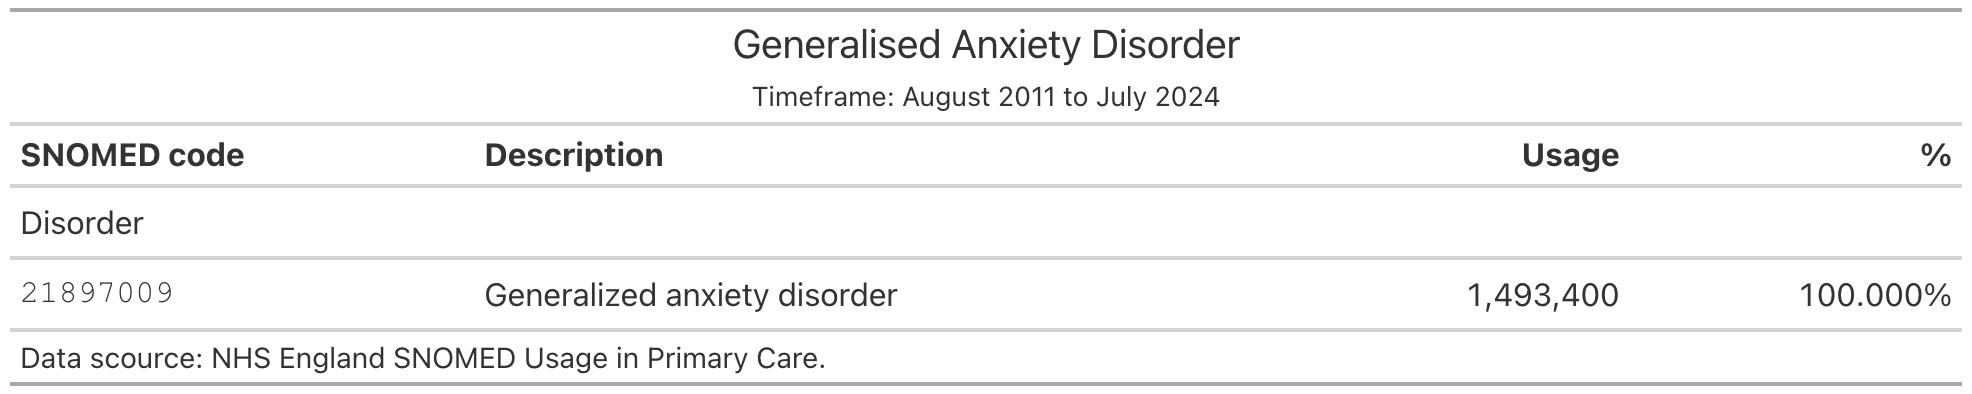 Generalised Anxiety Disorder
Timeframe: August 2011 to July 2024
SNOMED code Description Usage %
Disorder
21897009 Generalized anxiety disorder 1,493,400 100.000%
Data scource: NHS England SNOMED Usage in Primary Care.